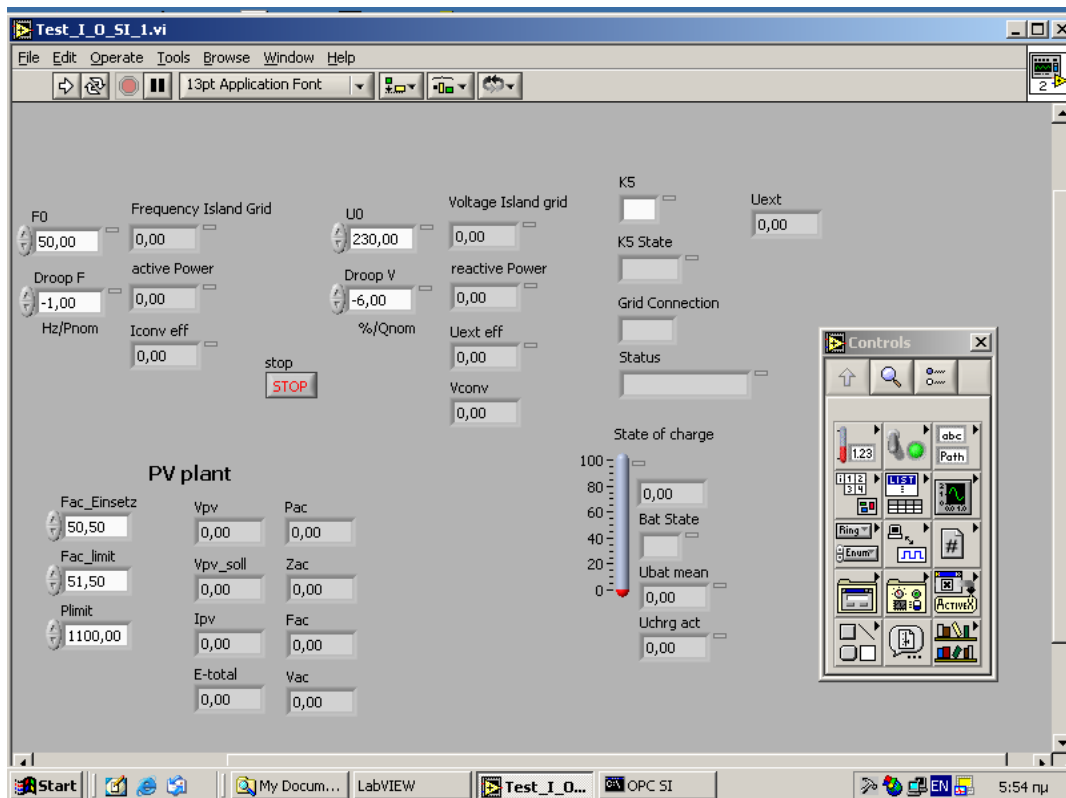 Test_I_O_SI_1.vi
File Edit Operate Tools Browse Window Help
13pt Application Font
2
F0
50,00
Frequency Island Grid
0,00
U0
230,00
Voltage Island grid
0,00
K5
Uext
0,00
K5 State
Droop F
-1,00
Hz/Pnom
active Power
0,00
Droop V
-6,00
%/Qnom
reactive Power
0,00
Grid Connection
Iconv eff
0,00
Uext eff
0,00
Status
stop
STOP
Vconv
0,00
State of charge
100
80
60
40
20
0
0,00
Bat State
Ubat mean
0,00
Uchrg act
0,00
PV plant
Fac_Einsetz
50,50
Fac_limit
51,50
Plimit
1100,00
Vpv
0,00
Pac
0,00
Vpv_soll
0,00
Zac
0,00
Ipv
0,00
Fac
0,00
E-total
0,00
Vac
0,00
Controls
1.23
abc
Path
LIST
Ring
Enum
#
ACTIVEX
Start My Docum... LabVIEW Test_I_O... OPC SI EN 5:54 πμ